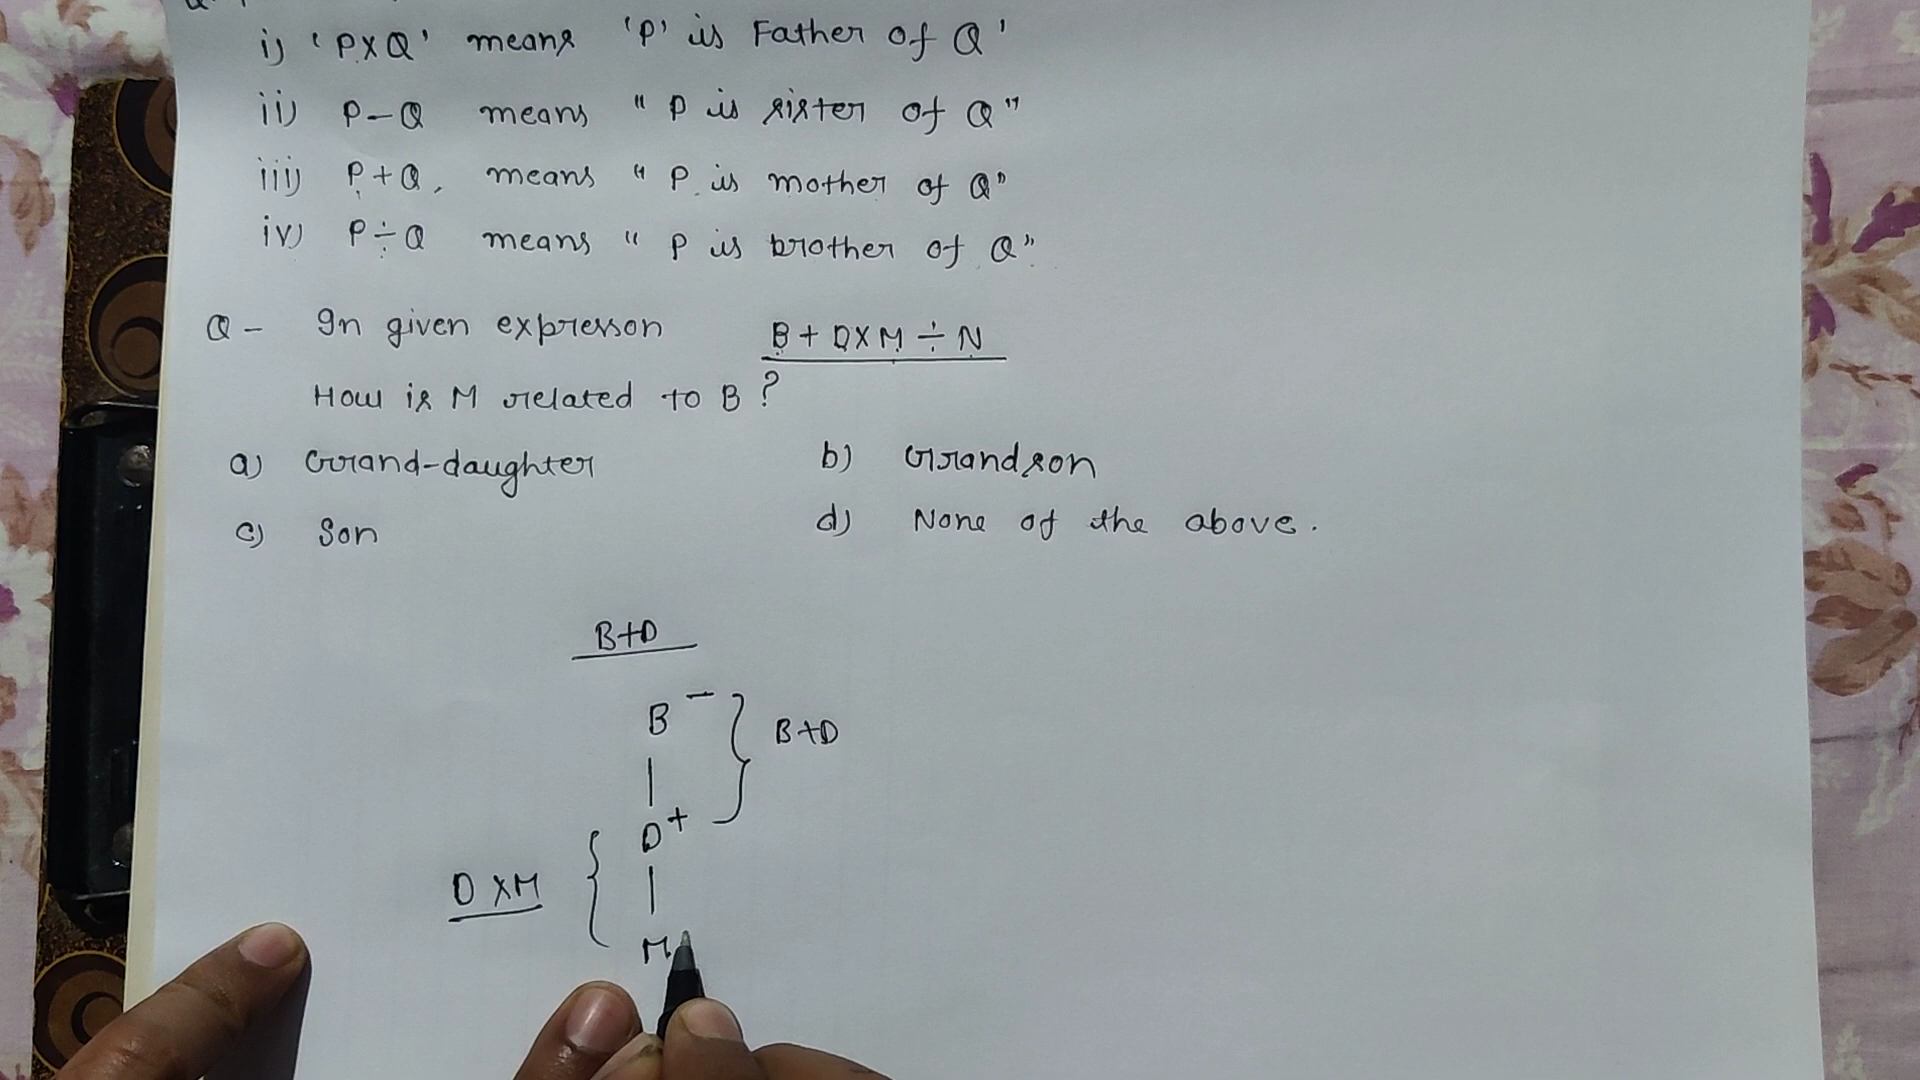 i) 'P×Q' means 'P' is Father of Q'
ii) P-Q means "P is sister of Q"
iii) P+Q, means "P is mother of Q"
iv) P÷Q means "P is brother of Q"
Q- In given expresson B+D×M÷N
How is M related to B?
a) Grand-daughter b) Grandson
c) Son d) None of the above.
B+D
B -
B+D
D +
D×M
M